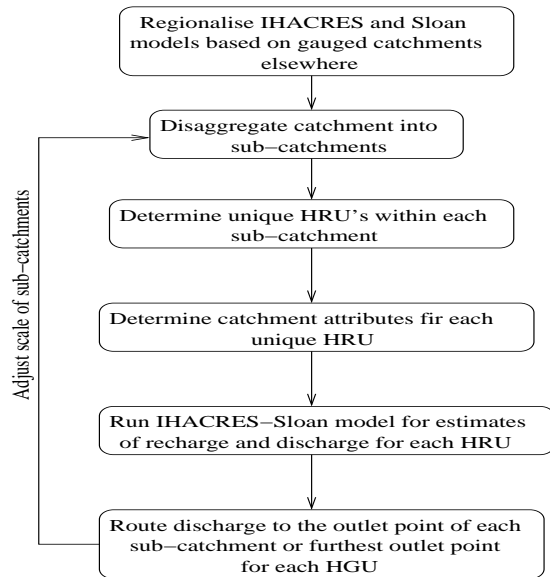 Regionalise IHACRES and Sloan
models based on gauged catchments
elsewhere
Disaggregate catchment into
sub-catchments
Determine unique HRU's within each
sub-catchment
Determine catchment attributes fir each
unique HRU
Run IHACRES-Sloan model for estimates
of recharge and discharge for each HRU
Route discharge to the outlet point of each
sub-catchment or furthest outlet point
for each HGU
Adjust scale of sub-catchments